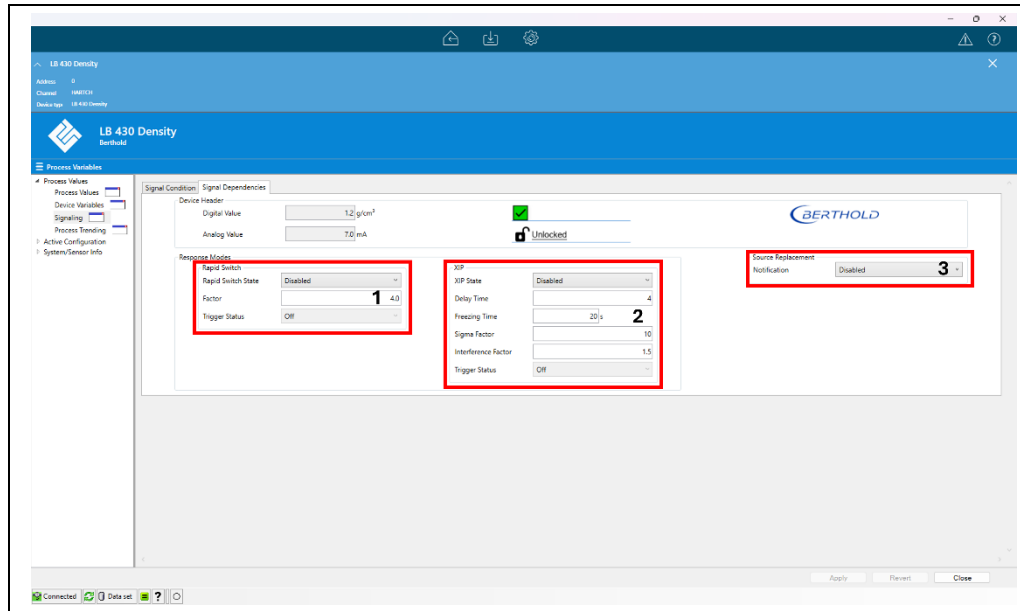 LB 430 Density
Address 0
Channel HARTCH
Device type LB 430 Density
LB 430 Density
Berthold
Process Variables
Process Values
Process Values
Device Variables
Signaling
Process Trending
Active Configuration
System/Sensor Info
Signal Condition Signal Dependencies
Device Header
Digital Value 1.2 g/cm³
Analog Value 7.0 mA
Unlocked
BERTHOLD
Response Modes
Rapid Switch
Rapid Switch State Disabled
Factor 4.0
Trigger Status Off
1
XIP
XIP State Disabled
Delay Time 4
Freezing Time 20 s
Sigma Factor 10
Interference Factor 1.5
Trigger Status Off
2
Source Replacement
Notification Disabled
3
Apply Revert Close
Connected Data set ?